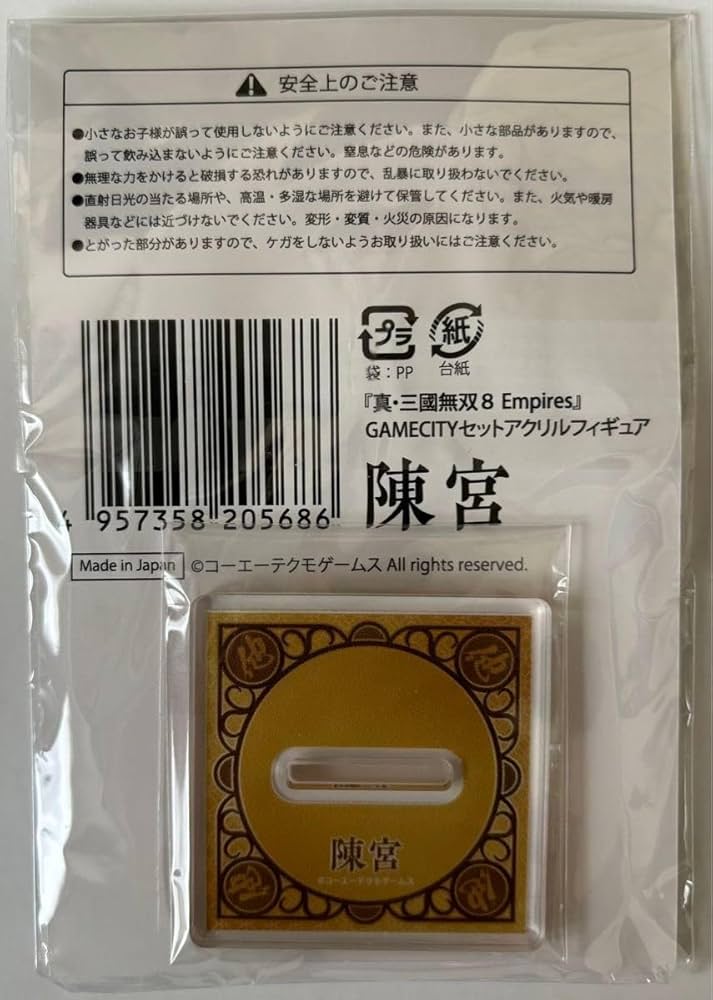 安全上のご注意
●小さなお子様が誤って使用しないようにご注意ください。また、小さな部品がありますので、
誤って飲み込まないようにご注意ください。窒息などの危険があります。
●無理な力をかけると破損する恐れがありますので、乱暴に取り扱わないでください。
●直射日光の当たる場所や、高温・多湿な場所を避けて保管してください。また、火気や暖房
器具などには近づけないでください。変形・変質・火災の原因になります。
●とがった部分がありますので、ケガをしないようお取り扱いにはご注意ください。
プラ
紙
袋：PP
台紙
『真・三國無双８ Empires』
GAMECITYセットアクリルフィギュア
陳宮
4 957358 205686
Made in Japan
©コーエーテクモゲームス All rights reserved.
陳宮
©コーエーテクモゲームス